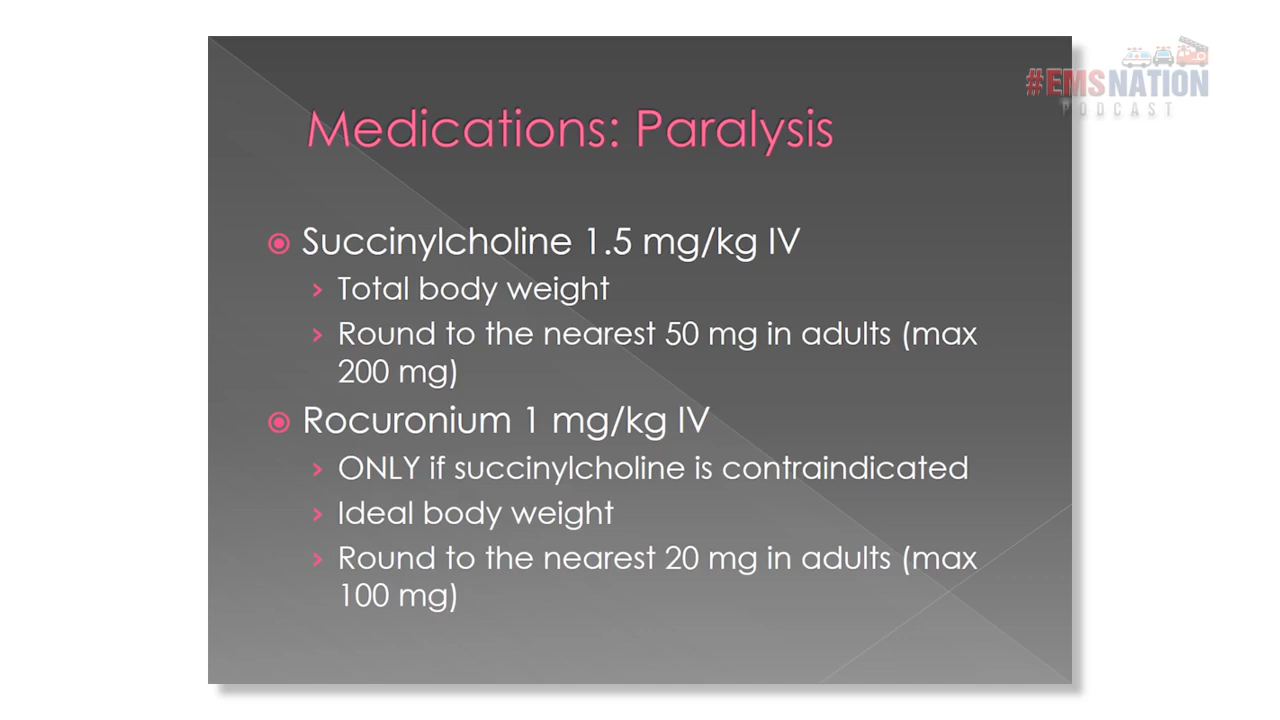 #EMSNATION
PODCAST
Medications: Paralysis
Succinylcholine 1.5 mg/kg IV
Total body weight
Round to the nearest 50 mg in adults (max
200 mg)
Rocuronium 1 mg/kg IV
ONLY if succinylcholine is contraindicated
Ideal body weight
Round to the nearest 20 mg in adults (max
100 mg)